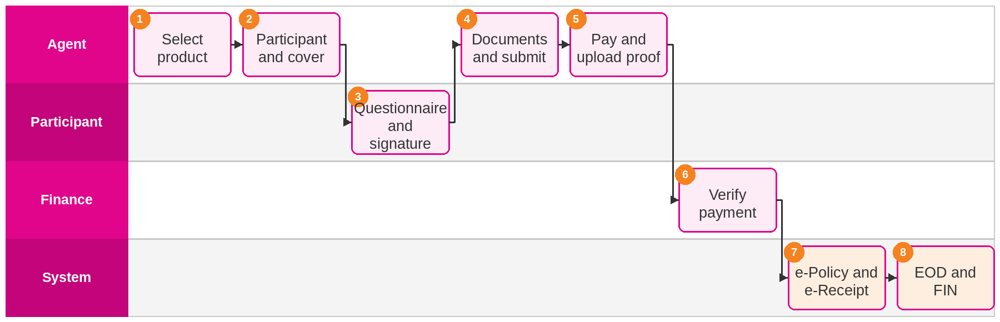 Agent
1
Select
product
2
Participant
and cover
4
Documents
and submit
5
Pay and
upload proof
Participant
3
Questionnaire
and
signature
Finance
6
Verify
payment
System
7
e-Policy and
e-Receipt
8
EOD and
FIN